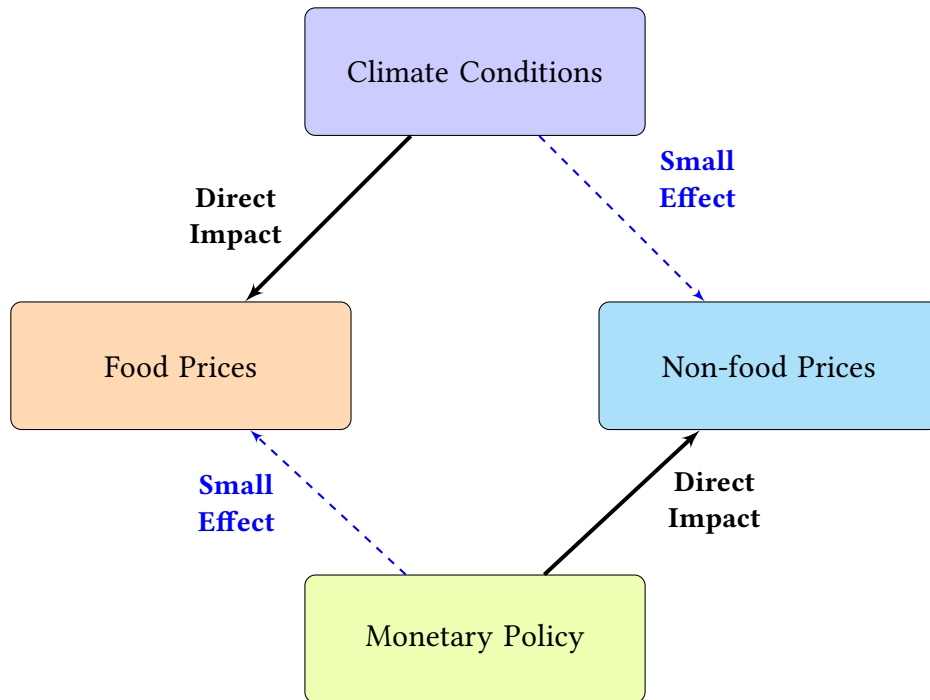 Climate Conditions
Small
Effect
Direct
Impact
Food Prices
Non-food Prices
Small
Effect
Direct
Impact
Monetary Policy